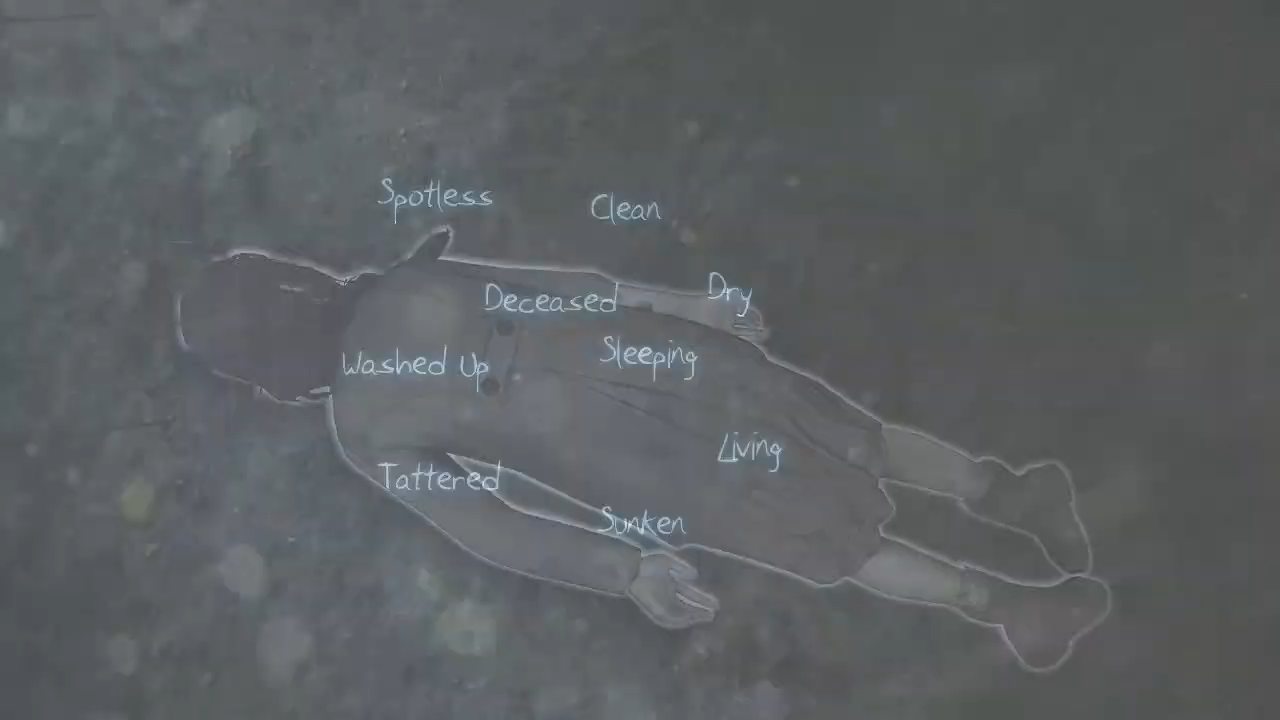 Spotless
Clean
Dry
Deceased
Sleeping
Washed Up
Living
Tattered
Sunken